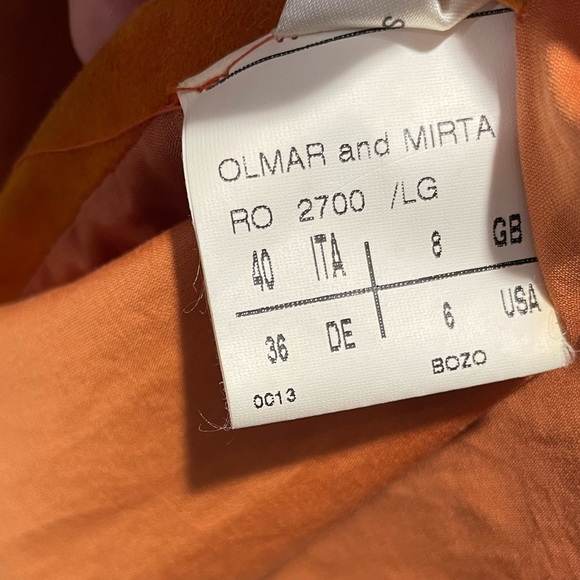 S
OLMAR and MIRTA
RO 2700 /LG
40 ITA 8 GB
36 DE 6 USA
0013 BOZO